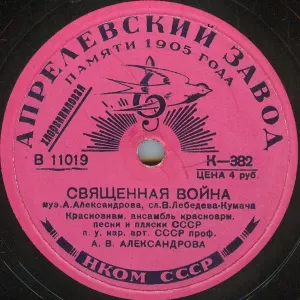 АПРЕЛЕВСКИЙ ЗАВОД
ПАМЯТИ 1905 ГОДА
хлорвиниловая
В 11019
К—382
ЦЕНА 4 руб.
СВЯЩЕННАЯ ВОЙНА
муз. А.Александрова, сл.В.Лебедева-Кумача
Краснознам. ансамбль красноарм.
песни и пляски СССР
п. у. нар. арт. СССР проф.
А. В. АЛЕКСАНДРОВА
НКОМ СССР